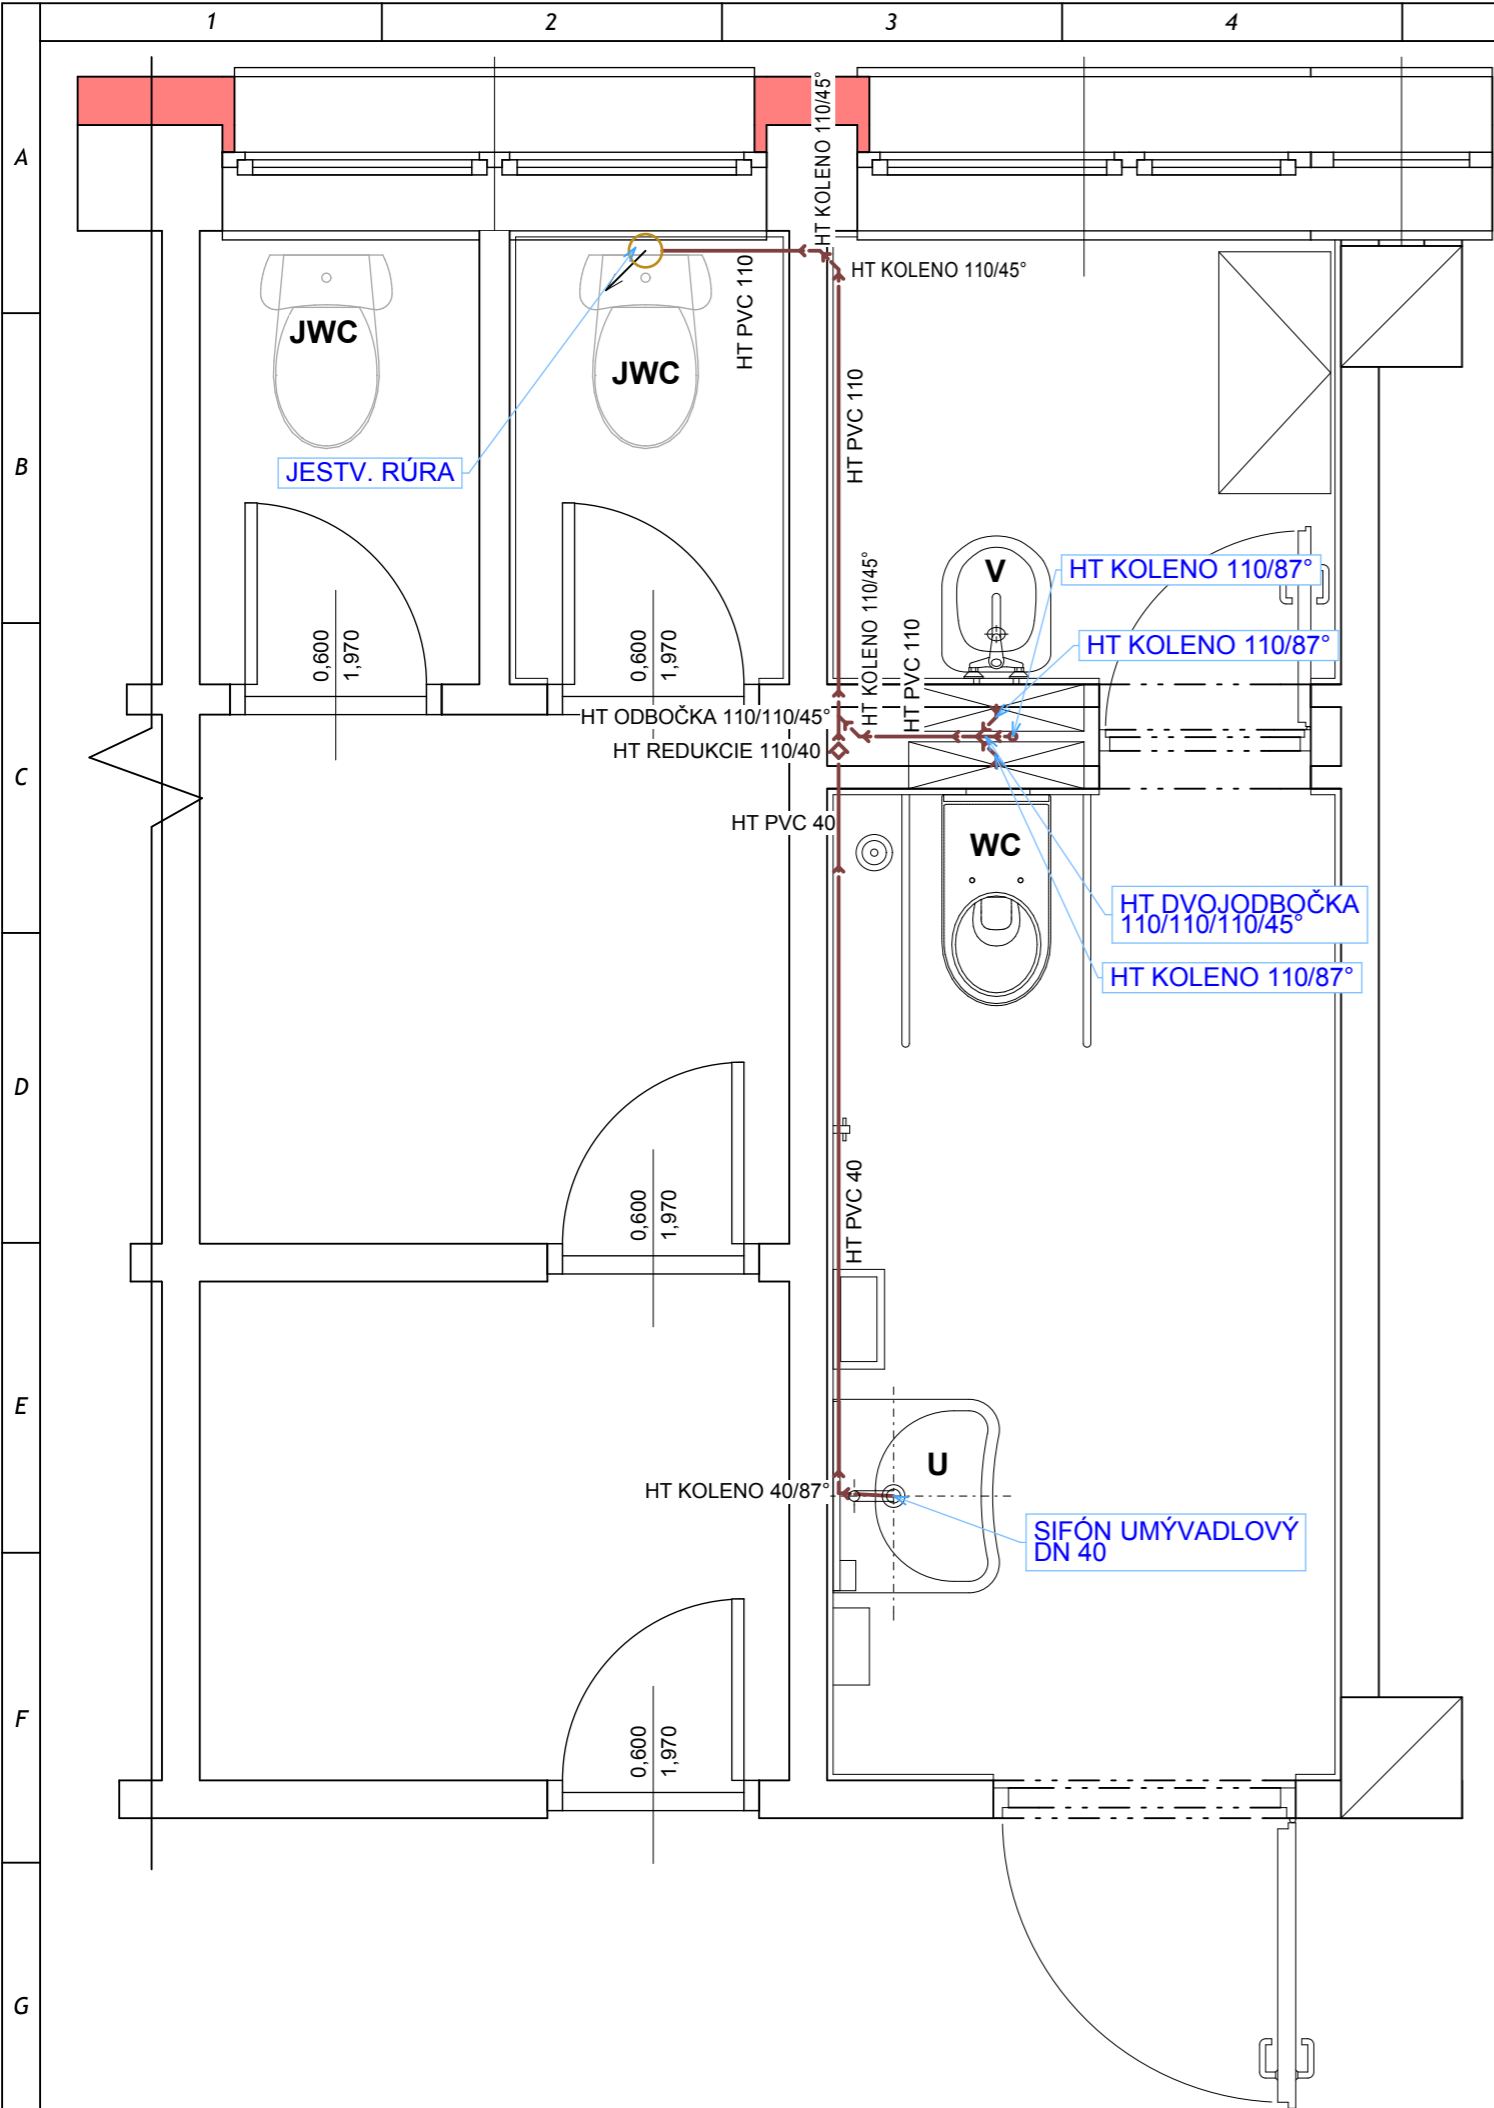 1
2
3
4
A
B
C
D
E
F
G
HT KOLENO 110/45°
HT KOLENO 110/45°
HT PVC 110
JWC
JWC
HT PVC 110
JESTV. RÚRA
HT KOLENO 110/45°
V
HT KOLENO 110/87°
HT PVC 110
HT KOLENO 110/87°
0,600
1,970
0,600
1,970
HT ODBOČKA 110/110/45°
HT REDUKCIE 110/40
HT PVC 40
WC
HT DVOJODBOČKA
110/110/110/45°
HT KOLENO 110/87°
0,600
1,970
HT PVC 40
U
HT KOLENO 40/87°
SIFÓN UMÝVADLOVÝ
DN 40
0,600
1,970